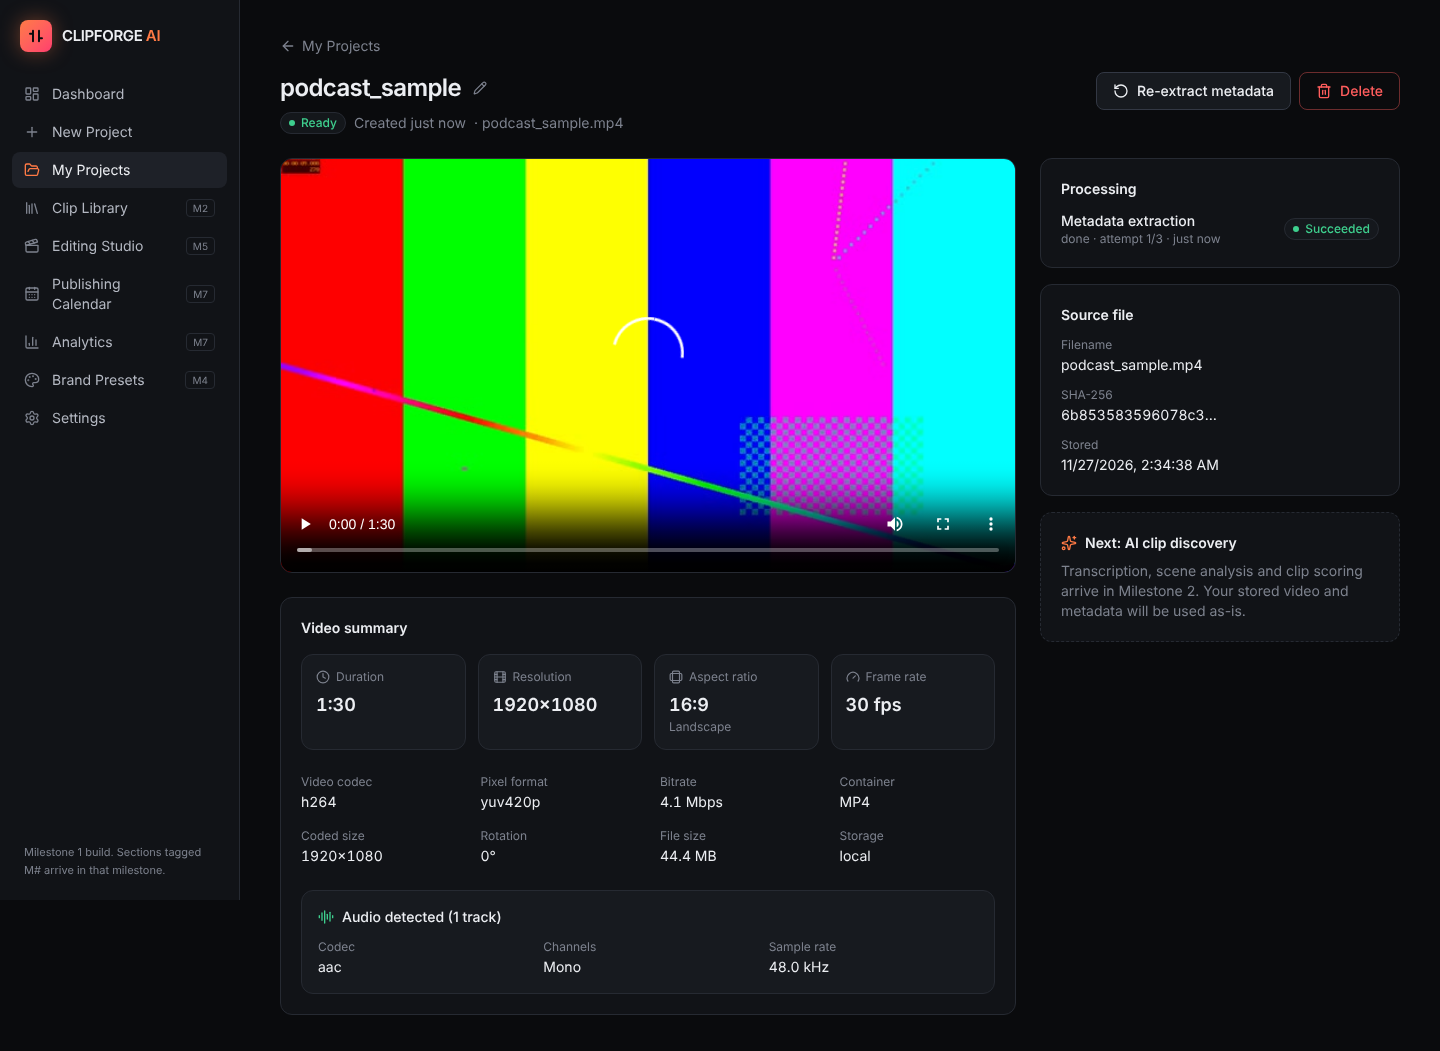 CLIPFORGE AI
Dashboard
New Project
My Projects
Clip Library M2
Editing Studio M5
Publishing
Calendar M7
Analytics M7
Brand Presets M4
Settings
Milestone 1 build. Sections tagged
M# arrive in that milestone.
My Projects
podcast_sample
Re-extract metadata
Delete
Ready Created just now · podcast_sample.mp4
0:00 / 1:30
Video summary
Duration
1:30
Resolution
1920×1080
Aspect ratio
16:9
Landscape
Frame rate
30 fps
Video codec
h264
Pixel format
yuv420p
Bitrate
4.1 Mbps
Container
MP4
Coded size
1920×1080
Rotation
0°
File size
44.4 MB
Storage
local
Audio detected (1 track)
Codec
aac
Channels
Mono
Sample rate
48.0 kHz
Processing
Metadata extraction
done · attempt 1/3 · just now
Succeeded
Source file
Filename
podcast_sample.mp4
SHA-256
6b853583596078c3...
Stored
11/27/2026, 2:34:38 AM
Next: AI clip discovery
Transcription, scene analysis and clip scoring
arrive in Milestone 2. Your stored video and
metadata will be used as-is.